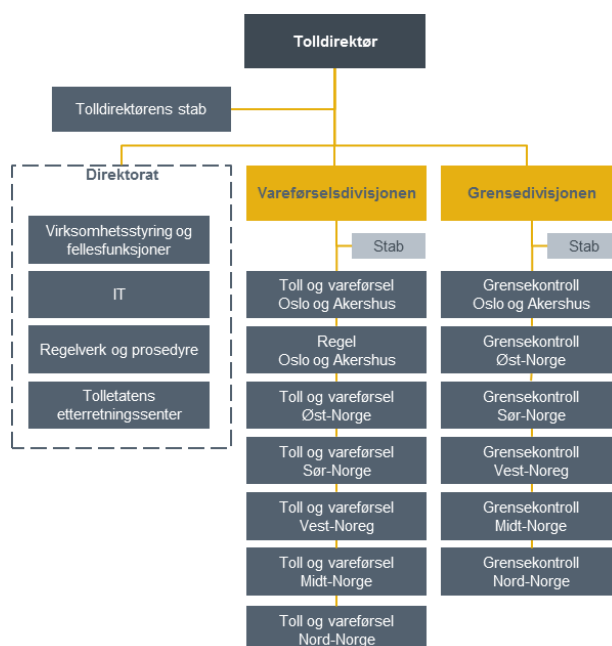 Tolldirektør
Tolldirektørens stab
Direktorat
Virksomhetsstyring og
fellesfunksjoner
IT
Regelverk og prosedyre
Tolletatens
etterretningssenter
Vareførselsdivisjonen
Stab
Toll og vareførsel
Oslo og Akershus
Regel
Oslo og Akershus
Toll og vareførsel
Øst-Norge
Toll og vareførsel
Sør-Norge
Toll og vareførsel
Vest-Noreg
Toll og vareførsel
Midt-Norge
Toll og vareførsel
Nord-Norge
Grensedivisjonen
Stab
Grensekontroll
Oslo og Akershus
Grensekontroll
Øst-Norge
Grensekontroll
Sør-Norge
Grensekontroll
Vest-Noreg
Grensekontroll
Midt-Norge
Grensekontroll
Nord-Norge